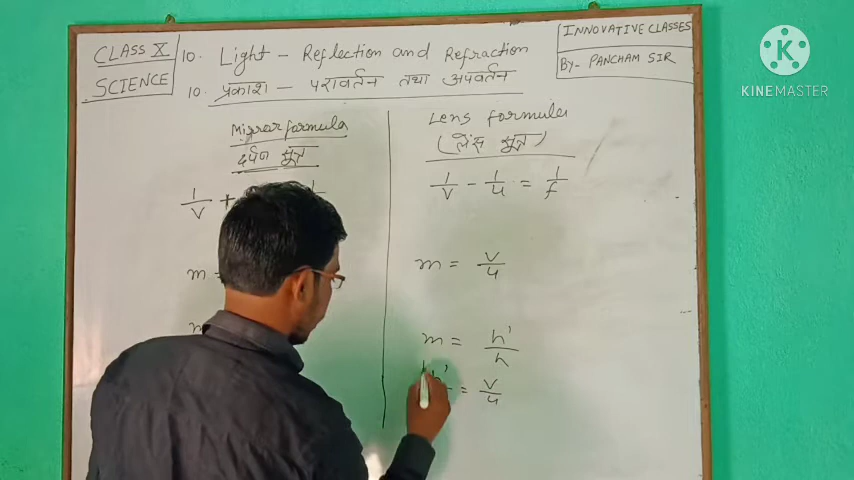 CLASS X
SCIENCE
10. Light - Reflection and Refraction
10. प्रकाश - परावर्तन तथा अपवर्तन
INNOVATIVE CLASSES
By- PANCHAM SIR
KINEMASTER
Mirror formula
दर्पण सूत्र
1/v +
m =
m
Lens formula
(लेंस सूत्र)
1/v - 1/u = 1/f
m = v/u
m = h'/h
h' = v/u